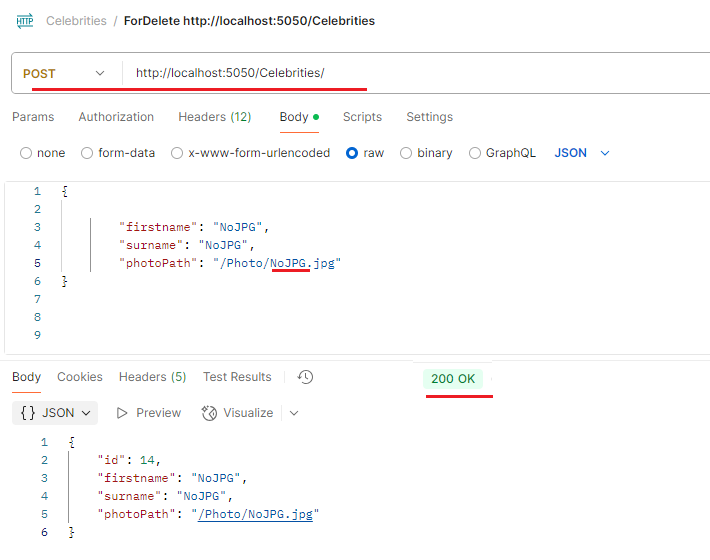 HTTP Celebrities / ForDelete http://localhost:5050/Celebrities
POST http://localhost:5050/Celebrities/
Params Authorization Headers (12) Body Scripts Settings
none form-data x-www-form-urlencoded raw binary GraphQL JSON
1 {
2
3 "firstname": "NoJPG",
4 "surname": "NoJPG",
5 "photoPath": "/Photo/NoJPG.jpg"
6 }
7
8
9
Body Cookies Headers (5) Test Results 200 OK
{} JSON Preview Visualize
1 {
2 "id": 14,
3 "firstname": "NoJPG",
4 "surname": "NoJPG",
5 "photoPath": "/Photo/NoJPG.jpg"
6 }